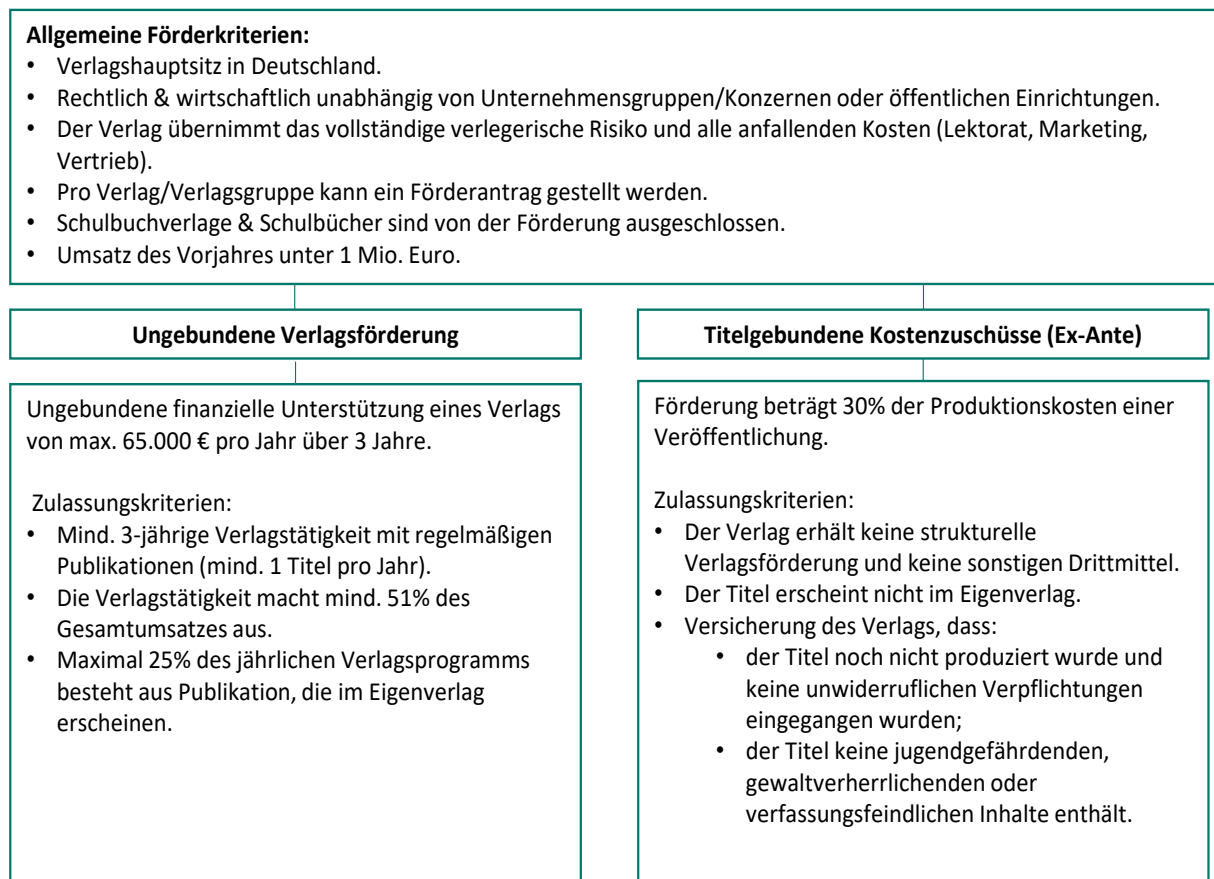 Allgemeine Förderkriterien:
• Verlagshauptsitz in Deutschland.
• Rechtlich & wirtschaftlich unabhängig von Unternehmensgruppen/Konzernen oder öffentlichen Einrichtungen.
• Der Verlag übernimmt das vollständige verlegerische Risiko und alle anfallenden Kosten (Lektorat, Marketing,
Vertrieb).
• Pro Verlag/Verlagsgruppe kann ein Förderantrag gestellt werden.
• Schulbuchverlage & Schulbücher sind von der Förderung ausgeschlossen.
• Umsatz des Vorjahres unter 1 Mio. Euro.
Ungebundene Verlagsförderung
Ungebundene finanzielle Unterstützung eines Verlags
von max. 65.000 € pro Jahr über 3 Jahre.
Zulassungskriterien:
• Mind. 3-jährige Verlagstätigkeit mit regelmäßigen
Publikationen (mind. 1 Titel pro Jahr).
• Die Verlagstätigkeit macht mind. 51% des
Gesamtumsatzes aus.
• Maximal 25% des jährlichen Verlagsprogramms
besteht aus Publikation, die im Eigenverlag
erscheinen.
Titelgebundene Kostenzuschüsse (Ex-Ante)
Förderung beträgt 30% der Produktionskosten einer
Veröffentlichung.
Zulassungskriterien:
• Der Verlag erhält keine strukturelle
Verlagsförderung und keine sonstigen Drittmittel.
• Der Titel erscheint nicht im Eigenverlag.
• Versicherung des Verlags, dass:
• der Titel noch nicht produziert wurde und
keine unwiderruflichen Verpflichtungen
eingegangen wurden;
• der Titel keine jugendgefährdenden,
gewaltverherrlichenden oder
verfassungsfeindlichen Inhalte enthält.